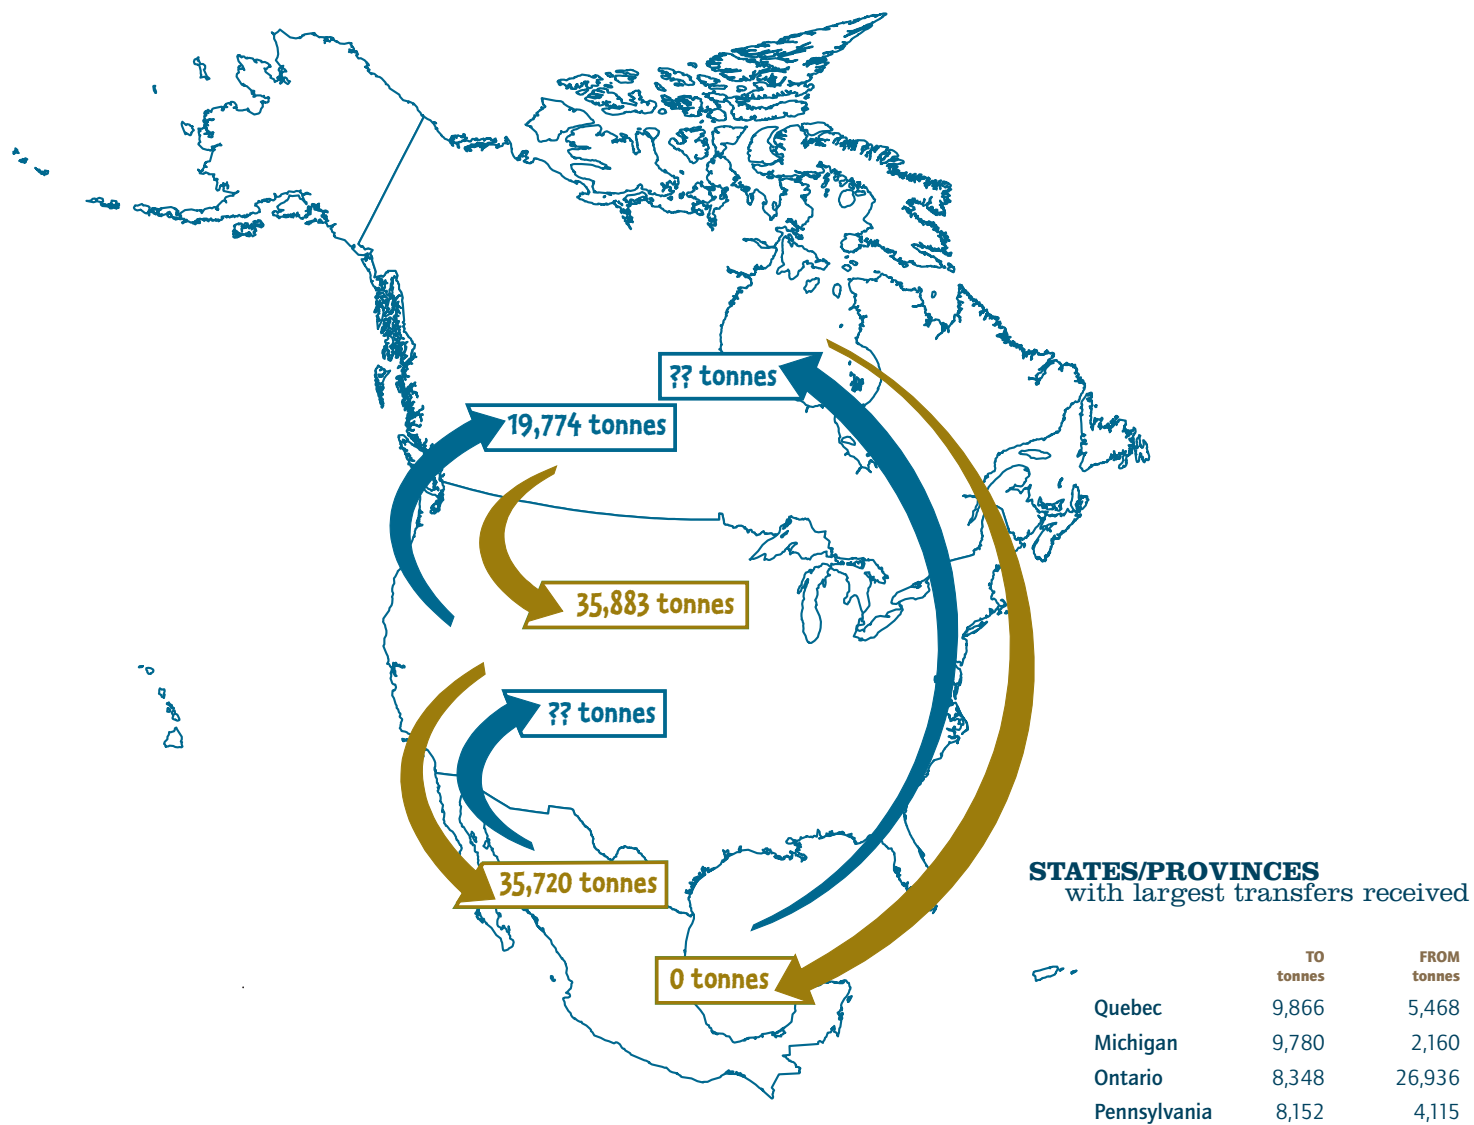 ?? tonnes
19,774 tonnes
35,883 tonnes
?? tonnes
35,720 tonnes
0 tonnes
STATES/PROVINCES
with largest transfers received
TO FROM
tonnes tonnes
Quebec 9,866 5,468
Michigan 9,780 2,160
Ontario 8,348 26,936
Pennsylvania 8,152 4,115